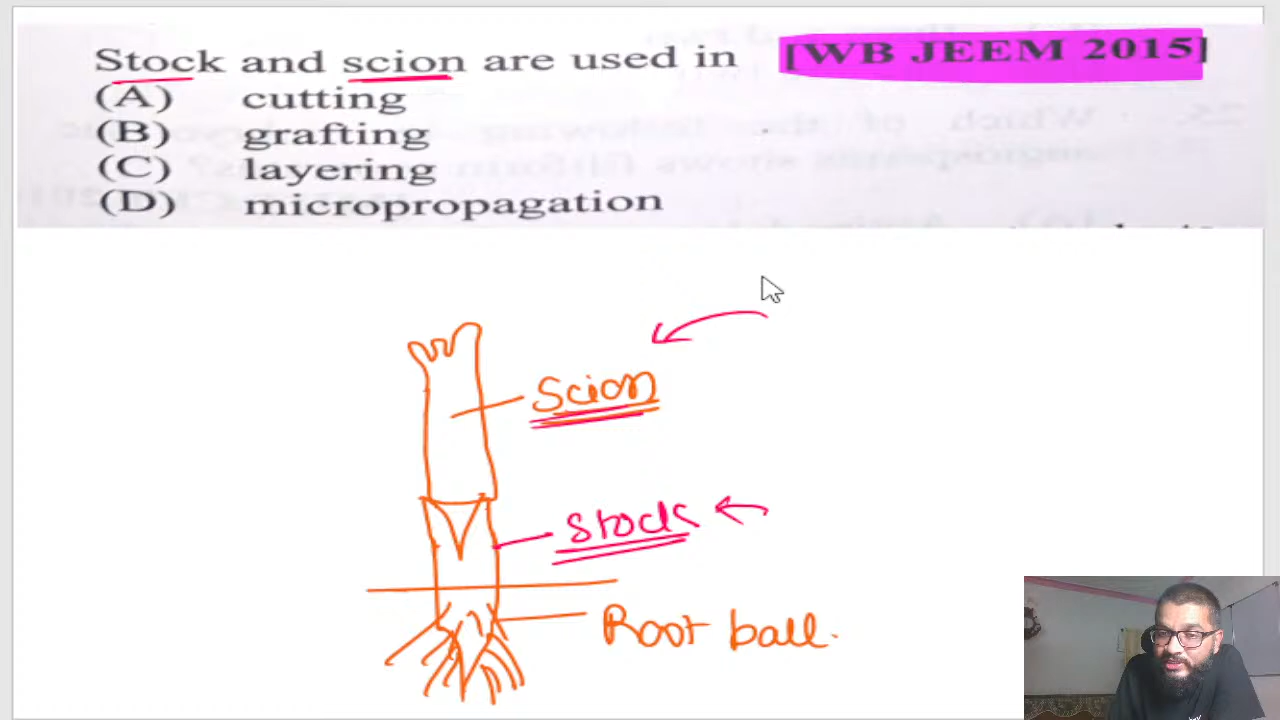 Stock and scion are used in [WB JEEM 2015]
(A) cutting
(B) grafting
(C) layering
(D) micropropagation
Scion
Stock
Root ball.